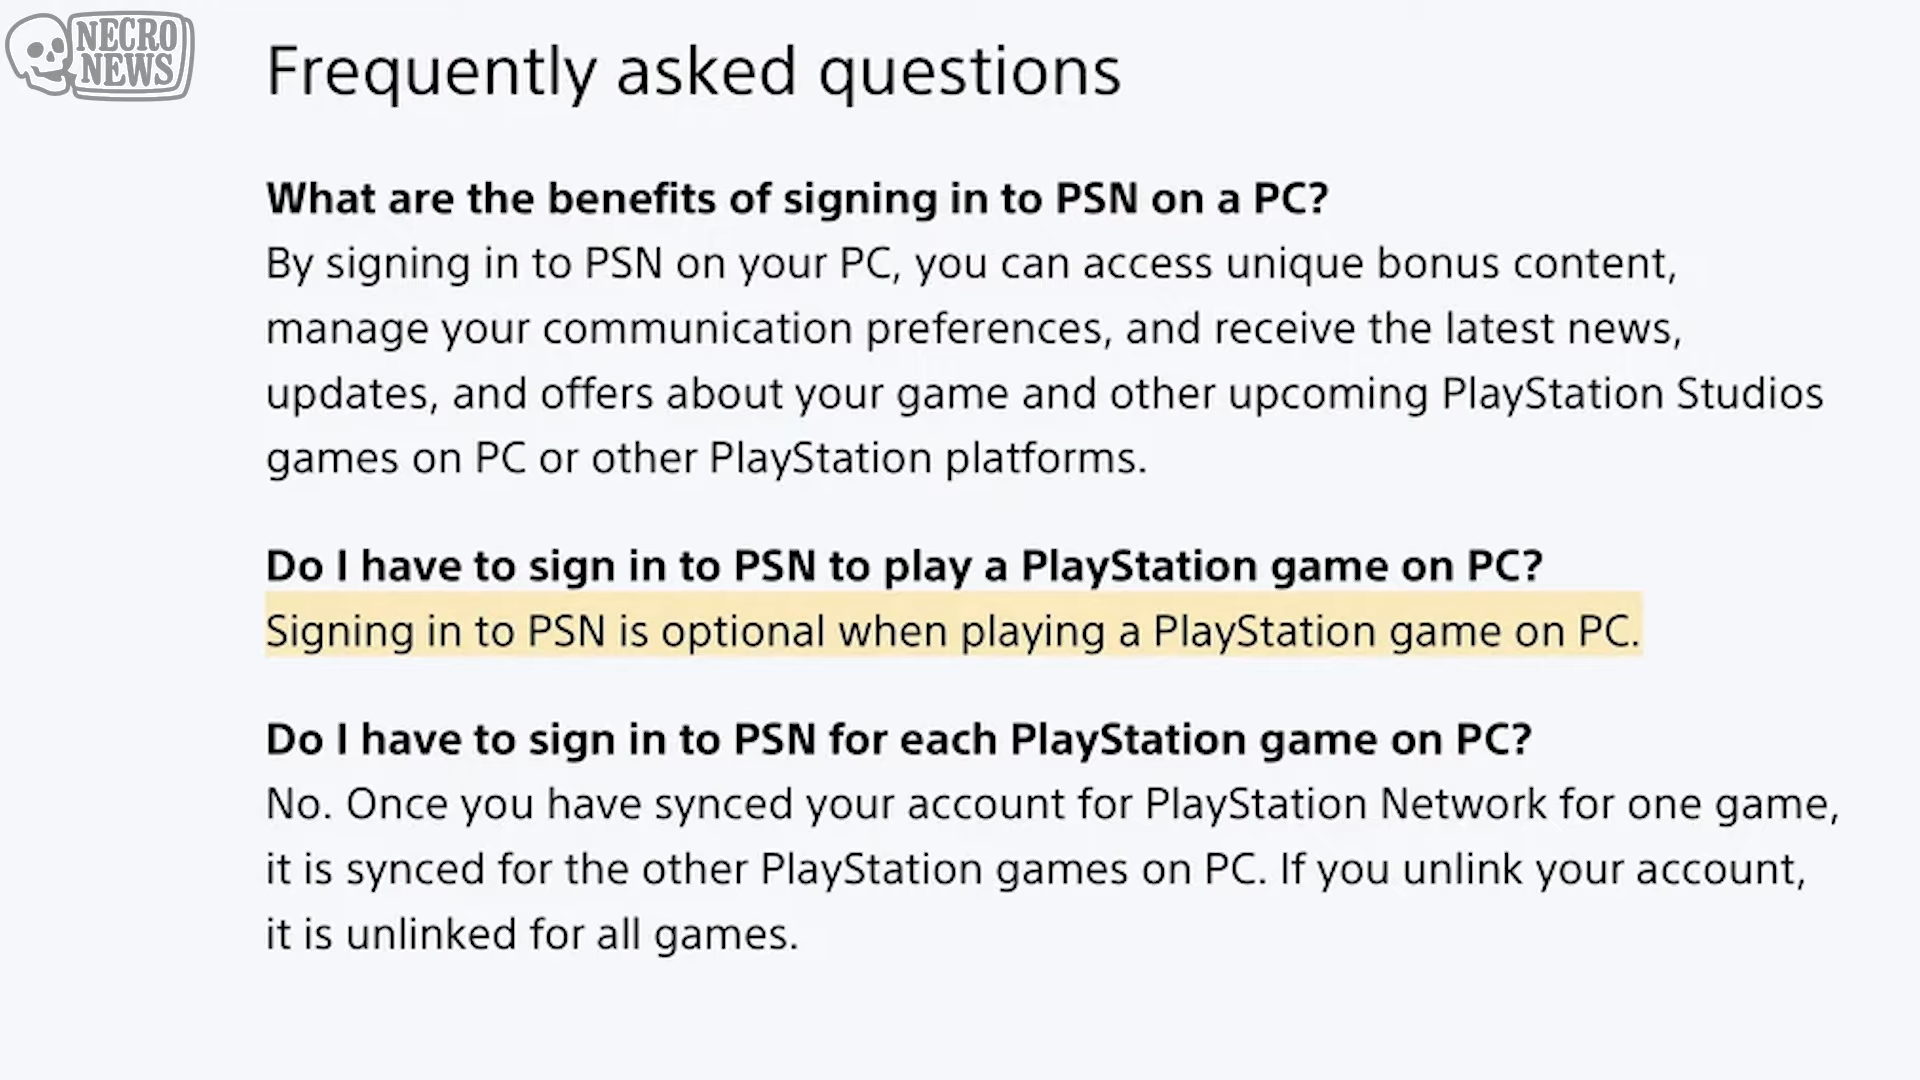 NECRO
NEWS
Frequently asked questions
What are the benefits of signing in to PSN on a PC?
By signing in to PSN on your PC, you can access unique bonus content,
manage your communication preferences, and receive the latest news,
updates, and offers about your game and other upcoming PlayStation Studios
games on PC or other PlayStation platforms.
Do I have to sign in to PSN to play a PlayStation game on PC?
Signing in to PSN is optional when playing a PlayStation game on PC.
Do I have to sign in to PSN for each PlayStation game on PC?
No. Once you have synced your account for PlayStation Network for one game,
it is synced for the other PlayStation games on PC. If you unlink your account,
it is unlinked for all games.